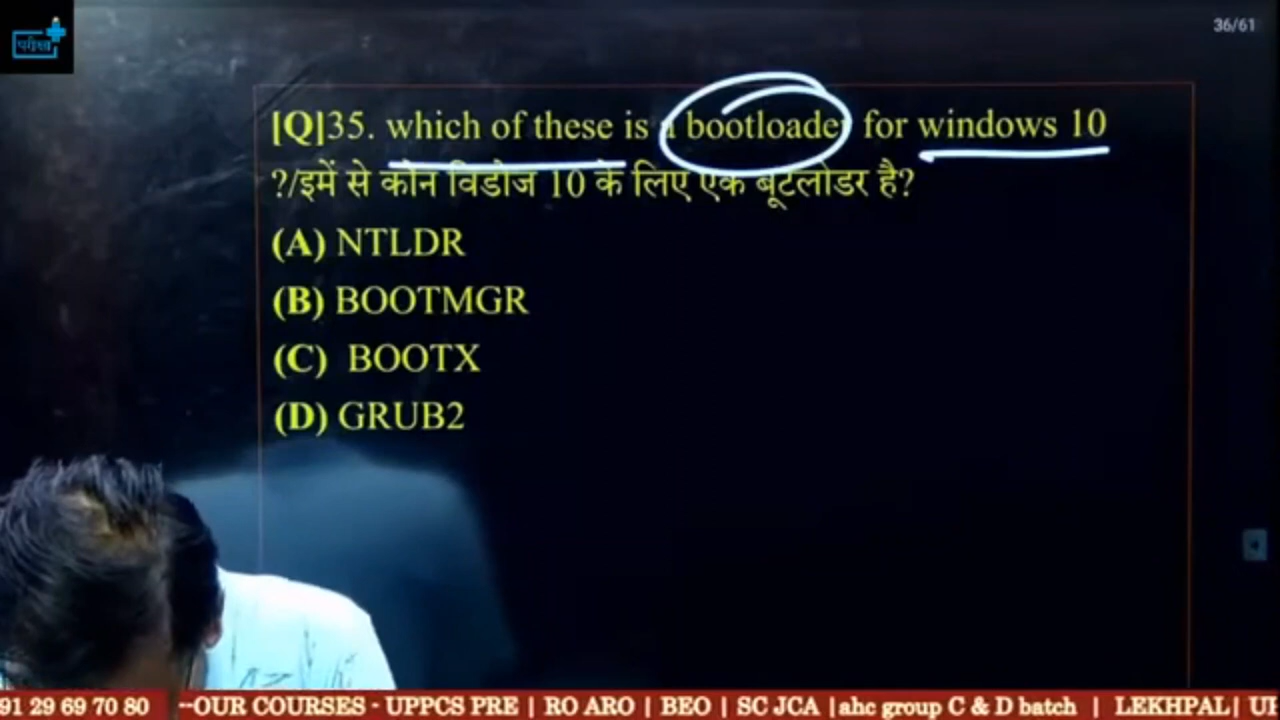 परीक्षा
36/61
[Q]35. which of these is a bootloader for windows 10
?/इमें से कौन विडोज 10 के लिए एक बूटलोडर है?
(A) NTLDR
(B) BOOTMGR
(C) BOOTX
(D) GRUB2
91 29 69 70 80 --OUR COURSES - UPPCS PRE | RO ARO | BEO | SC JCA |ahc group C & D batch | LEKHPAL|